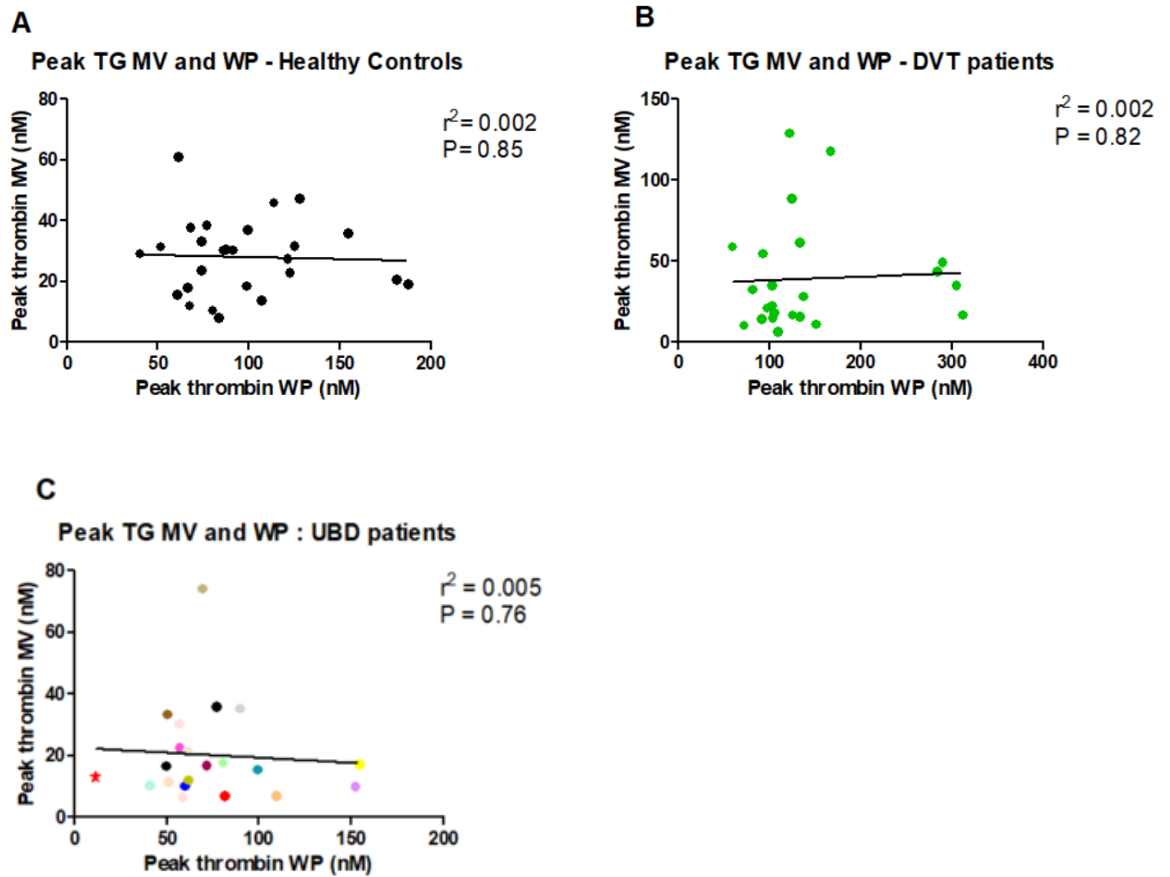 A
Peak TG MV and WP - Healthy Controls
r² = 0.002
P= 0.85
80
60
40
20
0
Peak thrombin MV (nM)
0 50 100 150 200
Peak thrombin WP (nM)
B
Peak TG MV and WP - DVT patients
r² = 0.002
P = 0.82
150
100
50
0
Peak thrombin MV (nM)
0 100 200 300 400
Peak thrombin WP (nM)
C
Peak TG MV and WP : UBD patients
r² = 0.005
P = 0.76
80
60
40
20
0
Peak thrombin MV (nM)
0 50 100 150 200
Peak thrombin WP (nM)